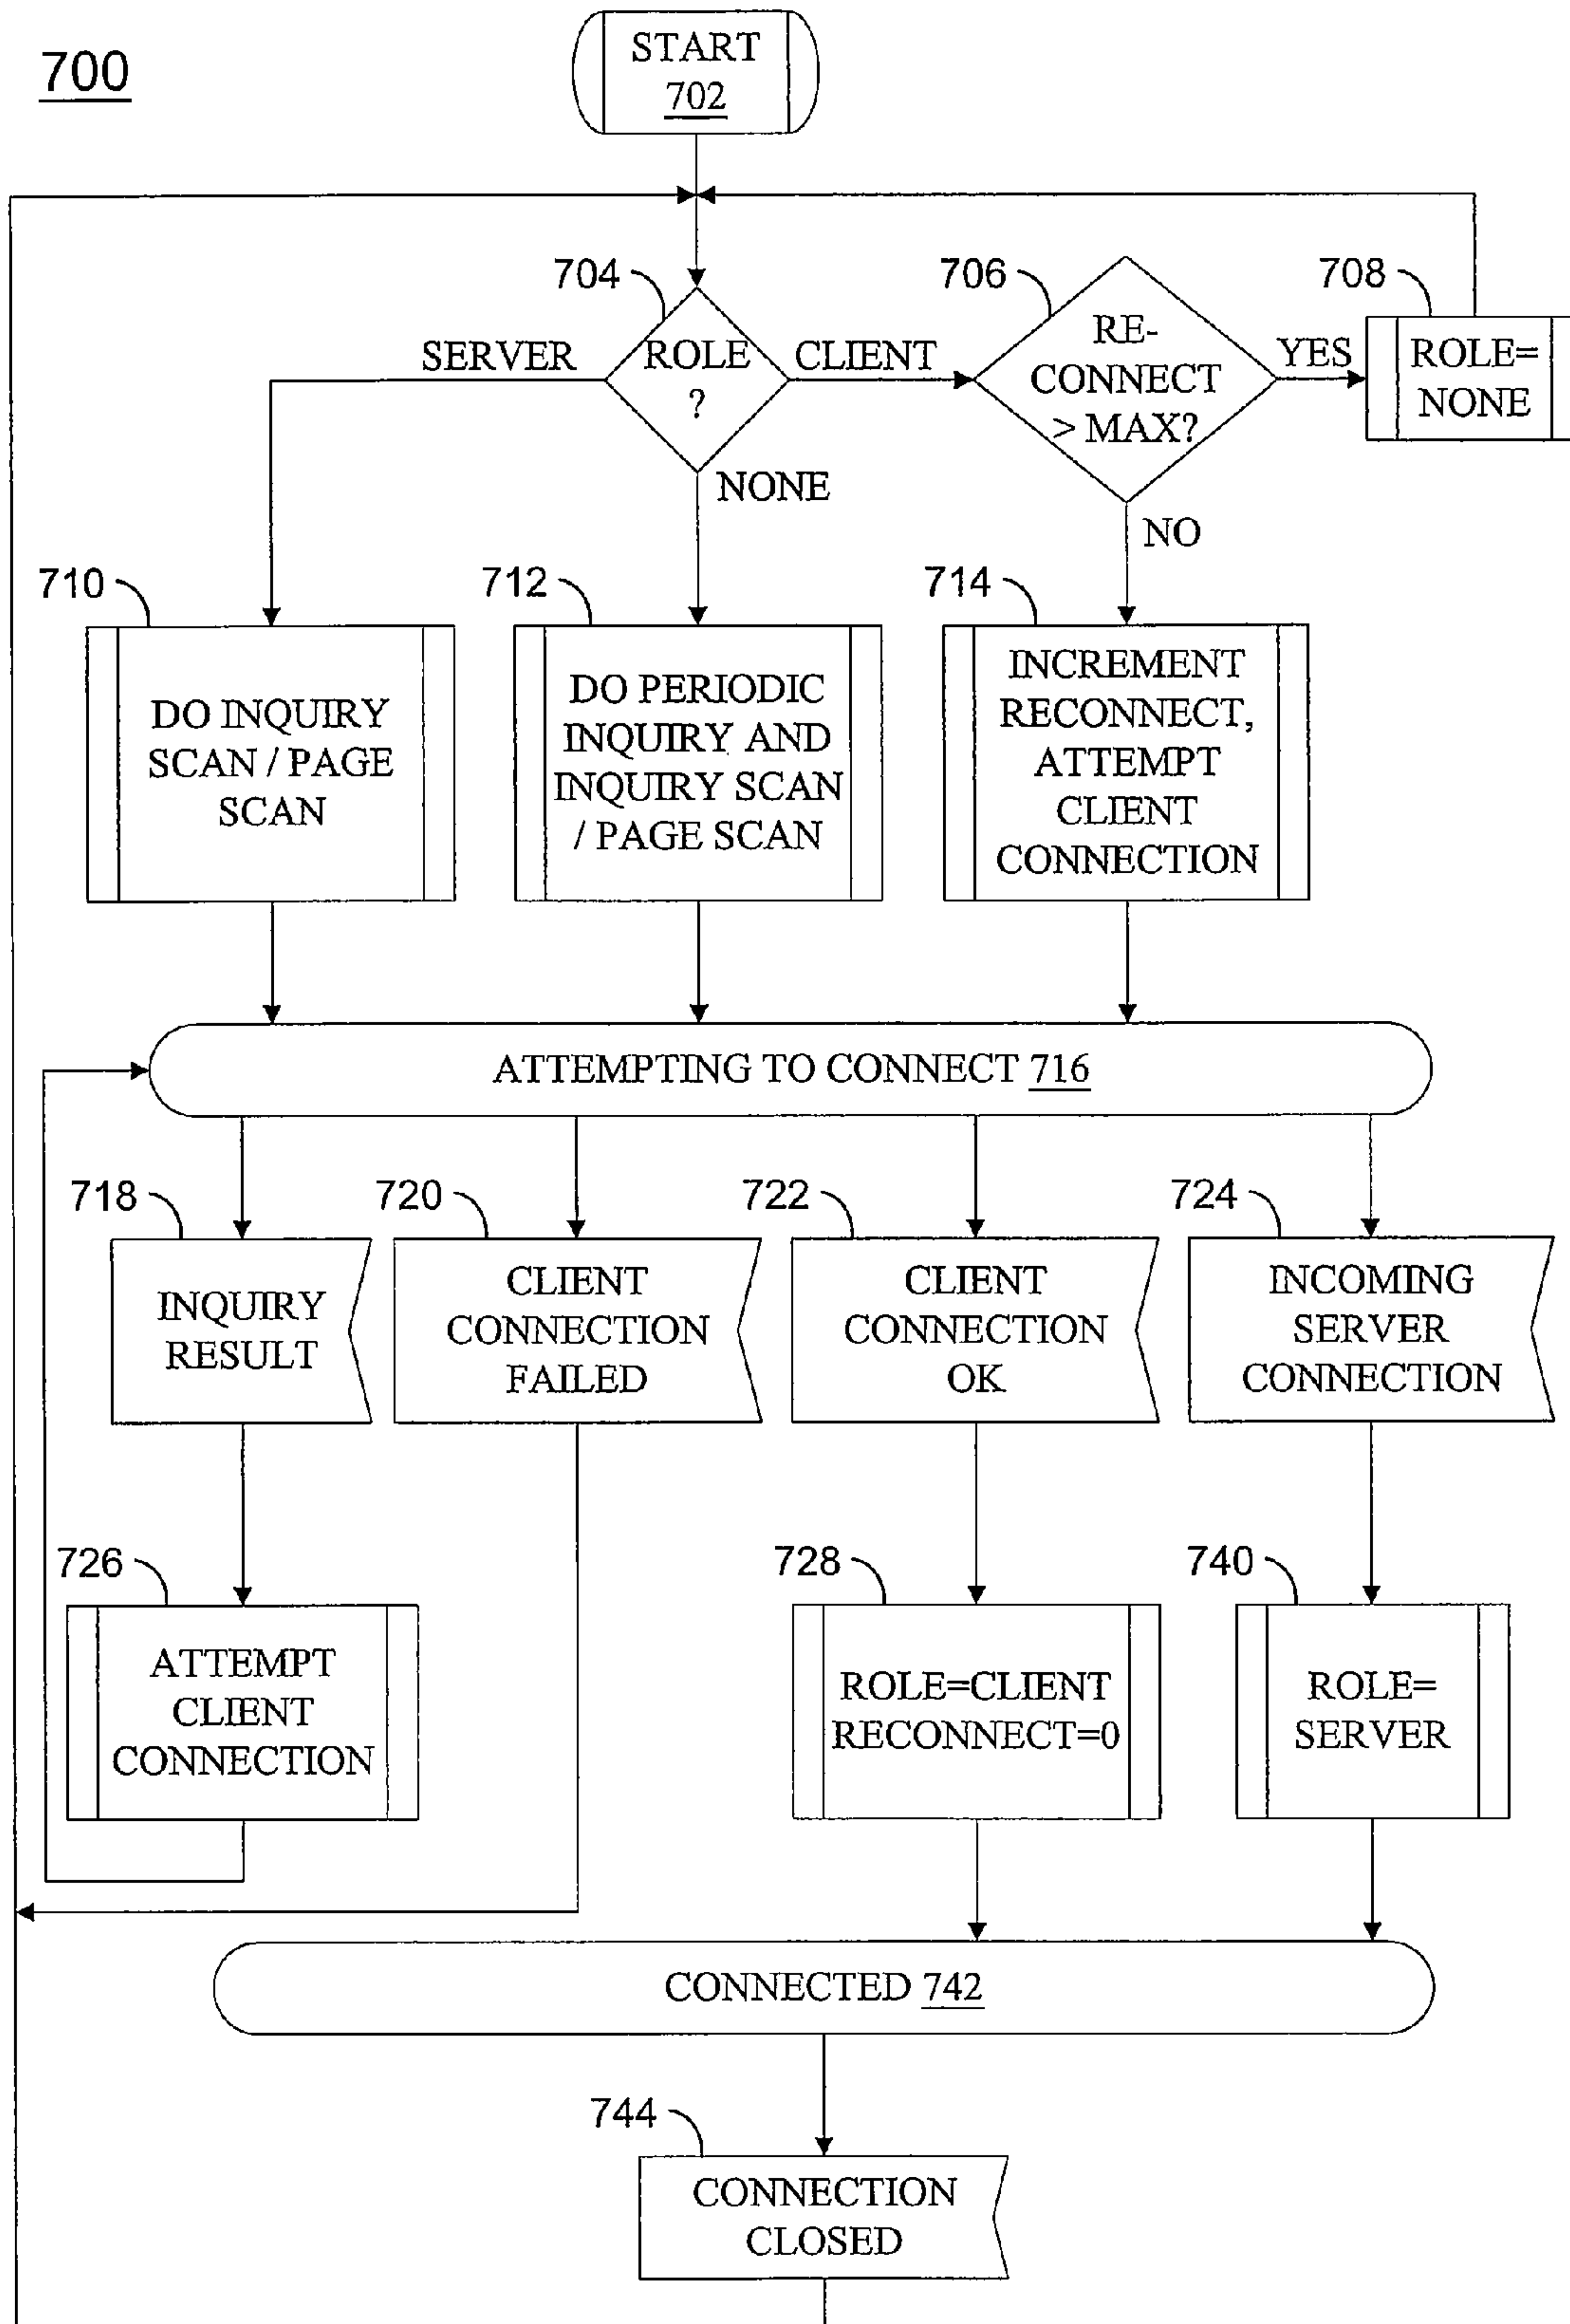 700
START
702
704
706
708
SERVER
ROLE
?
CLIENT
RE-
CONNECT
> MAX?
YES
ROLE=
NONE
NONE
NO
710
712
714
DO INQUIRY
SCAN / PAGE
SCAN
DO PERIODIC
INQUIRY AND
INQUIRY SCAN
/ PAGE SCAN
INCREMENT
RECONNECT,
ATTEMPT
CLIENT
CONNECTION
ATTEMPTING TO CONNECT 716
718
720
722
724
INQUIRY
RESULT
CLIENT
CONNECTION
FAILED
CLIENT
CONNECTION
OK
INCOMING
SERVER
CONNECTION
726
728
740
ATTEMPT
CLIENT
CONNECTION
ROLE=CLIENT
RECONNECT=0
ROLE=
SERVER
CONNECTED 742
744
CONNECTION
CLOSED